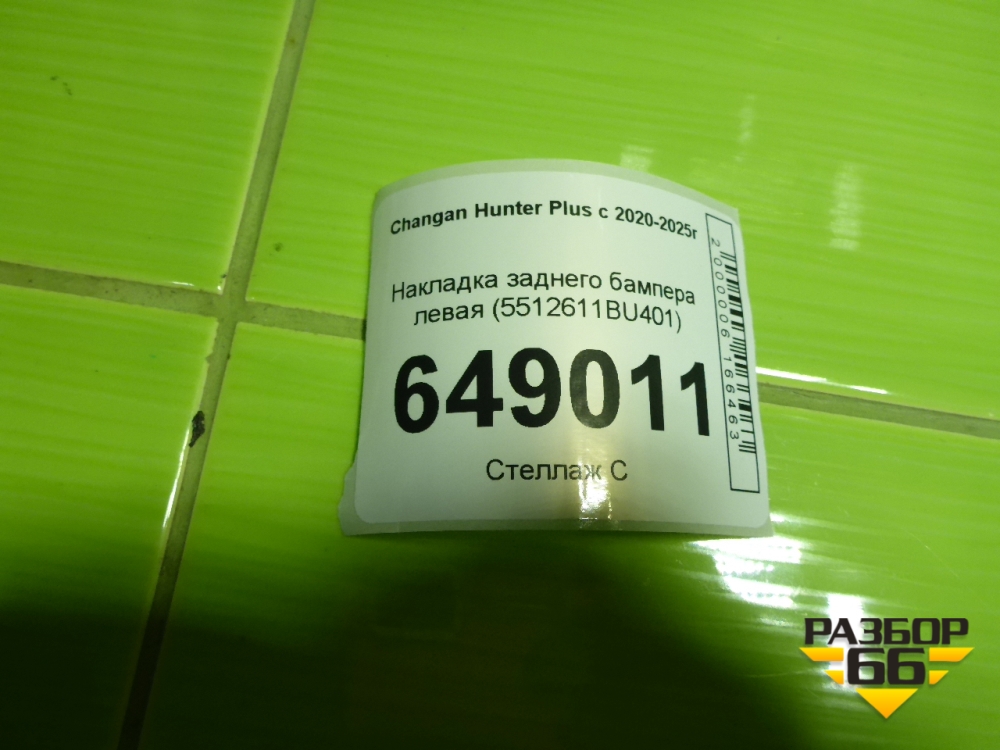 Changan Hunter Plus с 2020-2025г
Накладка заднего бампера
левая (5512611BU401)
649011
Стеллаж С
2000006166463
РАЗБОР
66